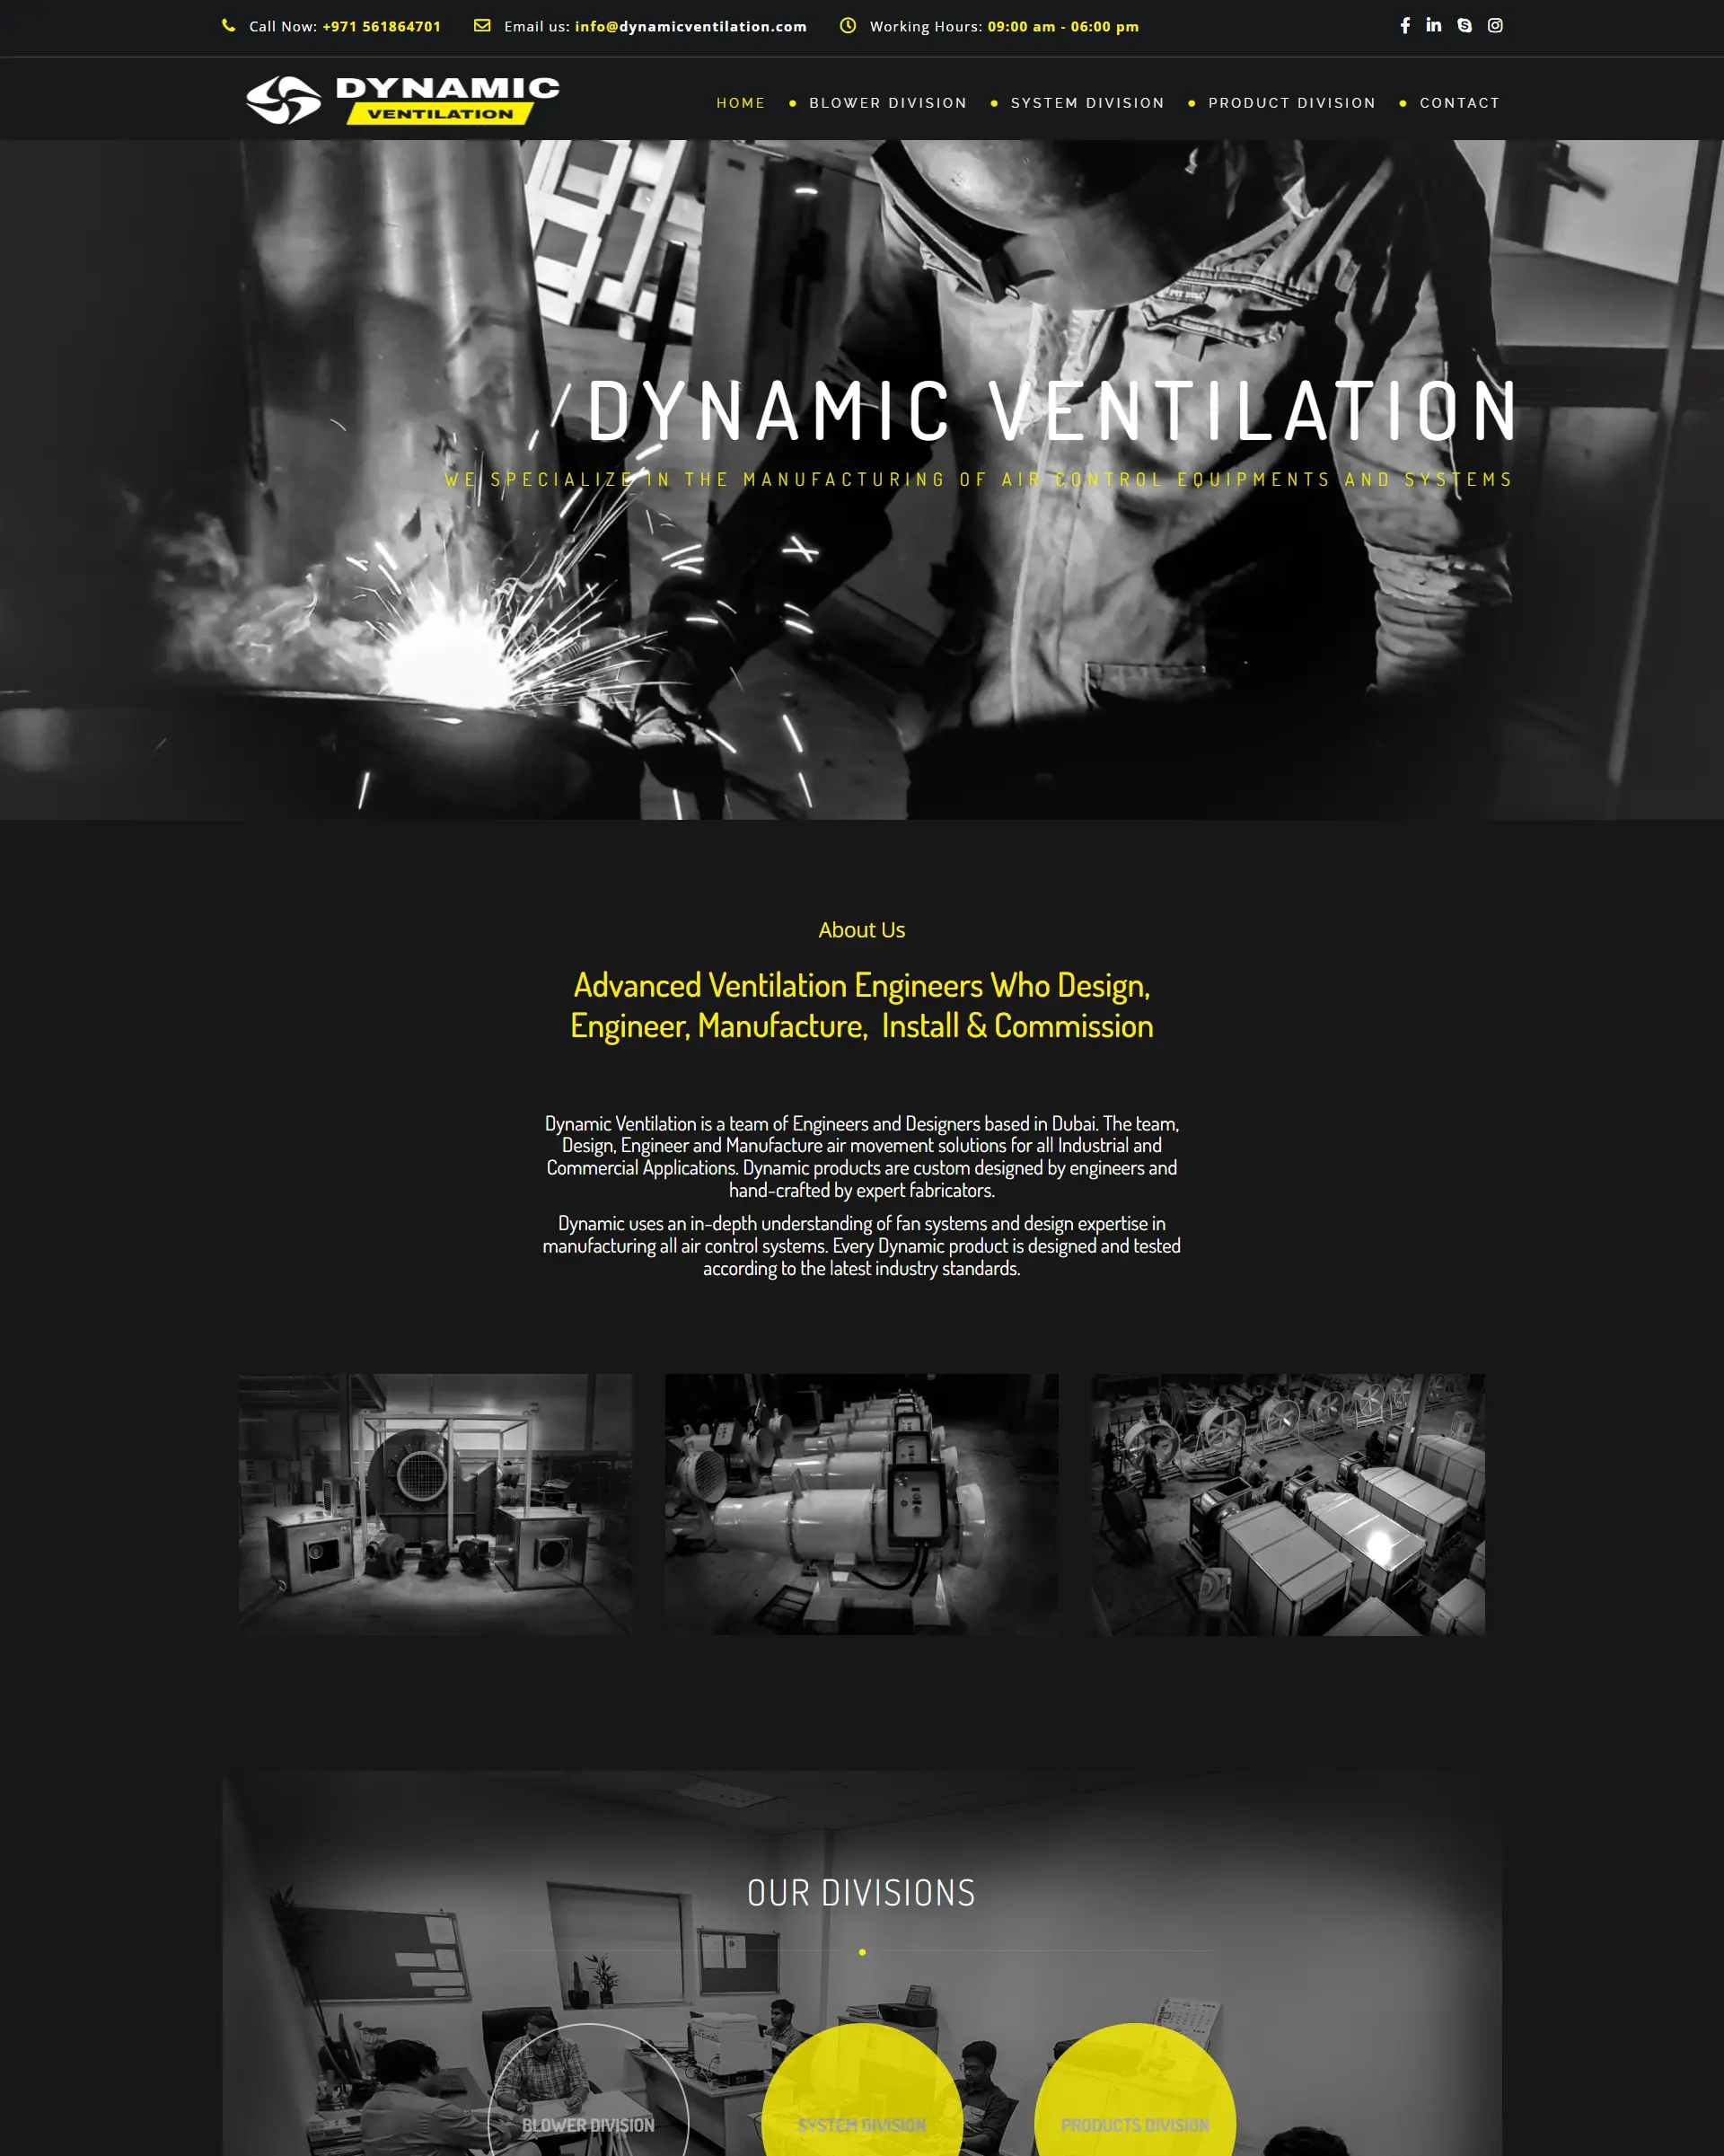 Call Now: +971 561864701 Email us: info@dynamicventilation.com Working Hours: 09:00 am - 06:00 pm
DYNAMIC
VENTILATION
HOME BLOWER DIVISION SYSTEM DIVISION PRODUCT DIVISION CONTACT
DYNAMIC VENTILATION
WE SPECIALIZE IN THE MANUFACTURING OF AIR CONTROL EQUIPMENTS AND SYSTEMS
About Us
Advanced Ventilation Engineers Who Design,
Engineer, Manufacture, Install & Commission
Dynamic Ventilation is a team of Engineers and Designers based in Dubai. The team,
Design, Engineer and Manufacture air movement solutions for all Industrial and
Commercial Applications. Dynamic products are custom designed by engineers and
hand-crafted by expert fabricators.
Dynamic uses an in-depth understanding of fan systems and design expertise in
manufacturing all air control systems. Every Dynamic product is designed and tested
according to the latest industry standards.
OUR DIVISIONS
BLOWER DIVISION
SYSTEM DIVISION
PRODUCTS DIVISION